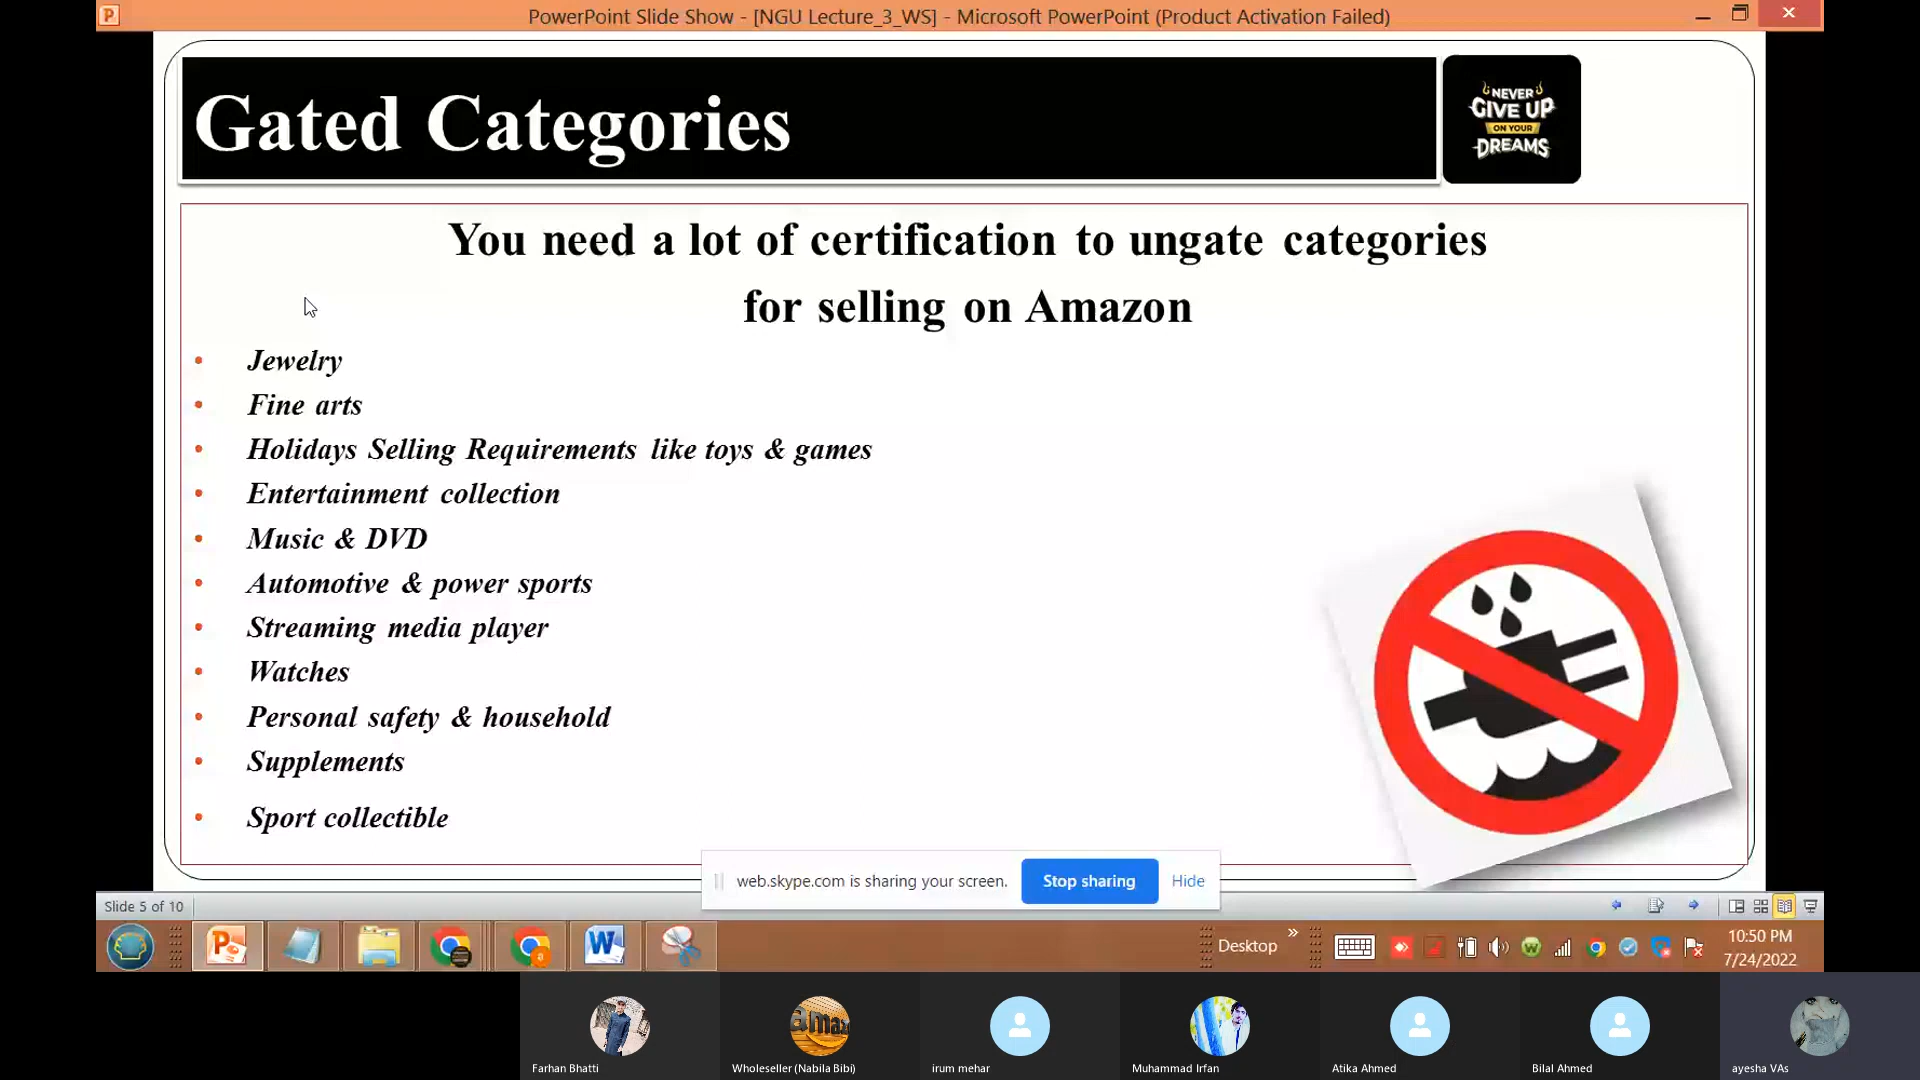 PowerPoint Slide Show - [NGU Lecture_3_WS] - Microsoft PowerPoint (Product Activation Failed)
Gated Categories
NEVER
GIVE UP
ON YOUR
DREAMS
You need a lot of certification to ungate categories
for selling on Amazon
• Jewelry
• Fine arts
• Holidays Selling Requirements like toys & games
• Entertainment collection
• Music & DVD
• Automotive & power sports
• Streaming media player
• Watches
• Personal safety & household
• Supplements
• Sport collectible
web.skype.com is sharing your screen. Stop sharing Hide
Slide 5 of 10
Desktop
10:50 PM
7/24/2022
amaz
Farhan Bhatti
Wholeseller (Nabila Bibi)
irum mehar
Muhammad Irfan
Atika Ahmed
Bilal Ahmed
ayesha VAs